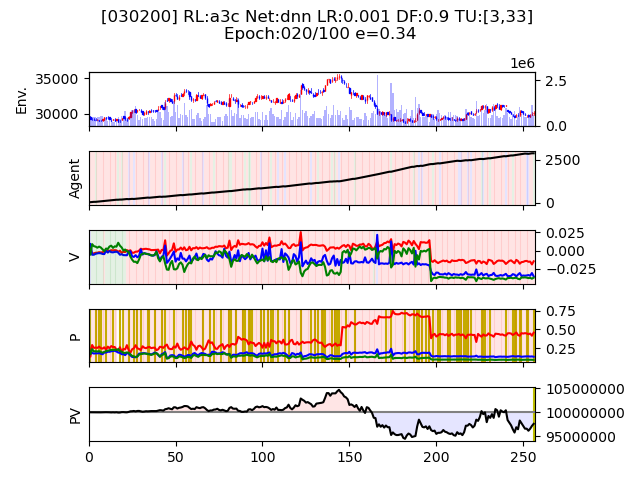 [030200] RL:a3c Net:dnn LR:0.001 DF:0.9 TU:[3,33]
Epoch:020/100 e=0.34
1e6
Env.
35000
30000
2.5
0.0
Agent
2500
0
V
0.025
0.000
−0.025
P
0.75
0.50
0.25
PV
105000000
100000000
95000000
0 50 100 150 200 250